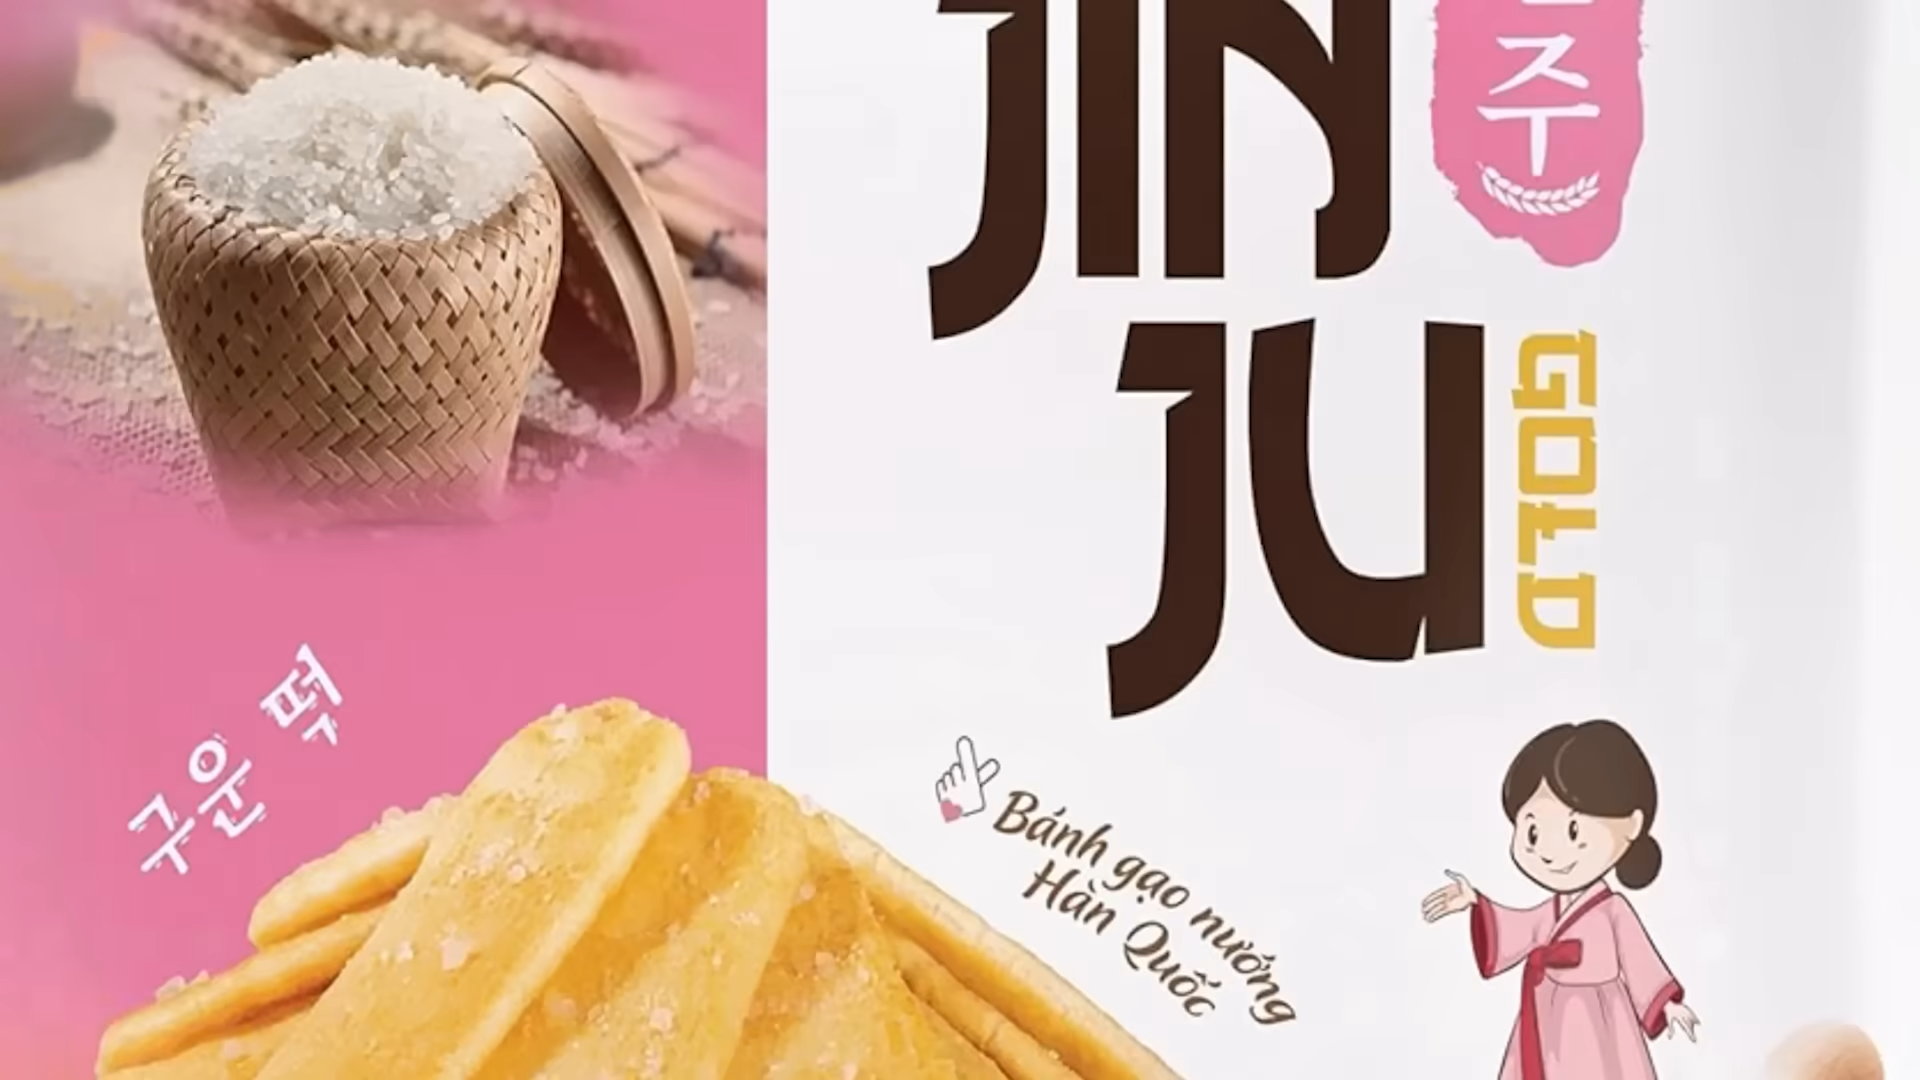 JIN
주
JU
GOLD
구운 떡
Bánh gạo nướng
Hàn Quốc